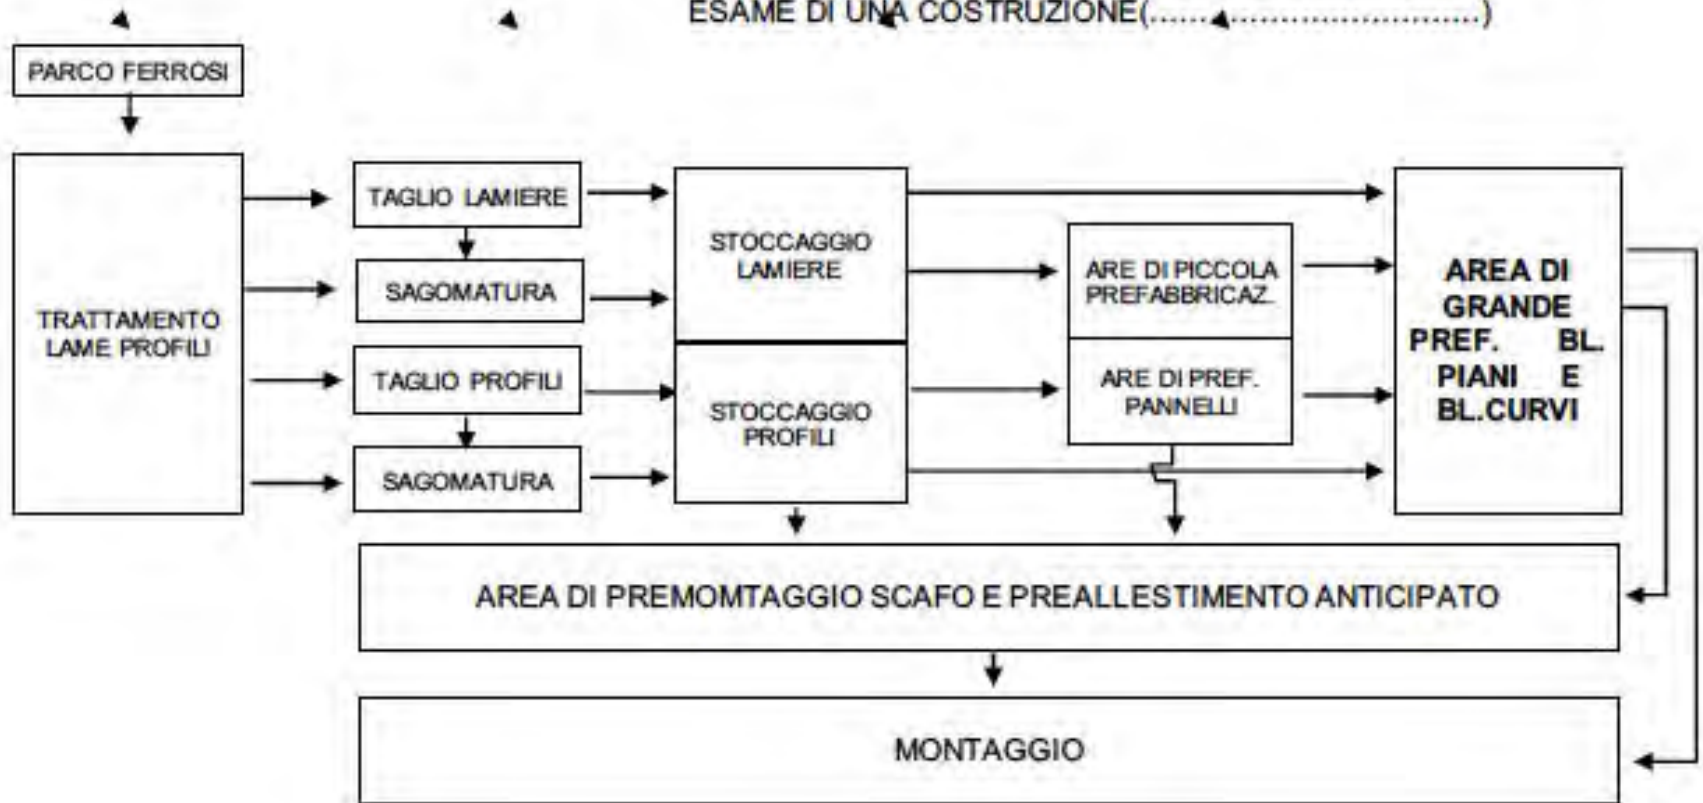 ESAME DI UNA COSTRUZIONE(....................................)
PARCO FERROSI
TRATTAMENTO
LAME PROFILI
TAGLIO LAMIERE
SAGOMATURA
TAGLIO PROFILI
SAGOMATURA
STOCCAGGIO
LAMIERE
STOCCAGGIO
PROFILI
ARE DI PICCOLA
PREFABBRICAZ.
ARE DI PREF.
PANNELLI
AREA DI
GRANDE
PREF. BL.
PIANI E
BL.CURVI
AREA DI PREMOMTAGGIO SCAFO E PREALLESTIMENTO ANTICIPATO
MONTAGGIO